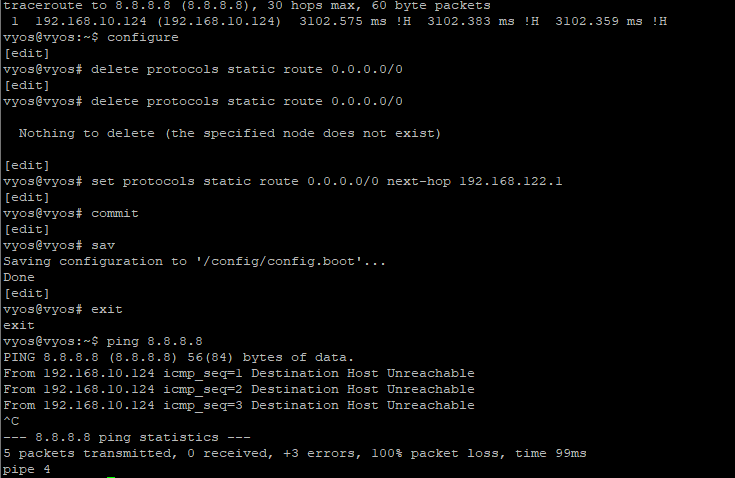 traceroute to 8.8.8.8 (8.8.8.8), 30 hops max, 60 byte packets
 1  192.168.10.124 (192.168.10.124)  3102.575 ms !H  3102.383 ms !H  3102.359 ms !H
vyos@vyos:~$ configure
[edit]
vyos@vyos# delete protocols static route 0.0.0.0/0
[edit]
vyos@vyos# delete protocols static route 0.0.0.0/0

  Nothing to delete (the specified node does not exist)

[edit]
vyos@vyos# set protocols static route 0.0.0.0/0 next-hop 192.168.122.1
[edit]
vyos@vyos# commit
[edit]
vyos@vyos# sav
Saving configuration to '/config/config.boot'...
Done
[edit]
vyos@vyos# exit
exit
vyos@vyos:~$ ping 8.8.8.8
PING 8.8.8.8 (8.8.8.8) 56(84) bytes of data.
From 192.168.10.124 icmp_seq=1 Destination Host Unreachable
From 192.168.10.124 icmp_seq=2 Destination Host Unreachable
From 192.168.10.124 icmp_seq=3 Destination Host Unreachable
^C
--- 8.8.8.8 ping statistics ---
5 packets transmitted, 0 received, +3 errors, 100% packet loss, time 99ms
pipe 4